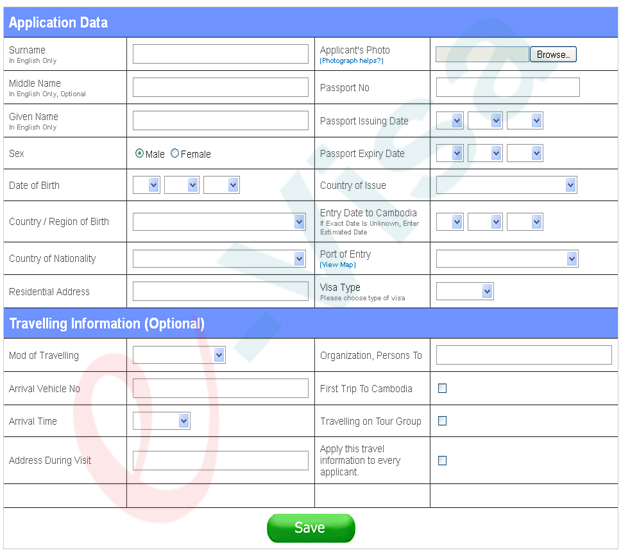 Application Data
Surname
In English Only
Applicant's Photo
(Photograph helps?)
Browse..
Middle Name
In English Only, Optional
Passport No
Given Name
In English Only
Passport Issuing Date
Sex
Male Female
Passport Expiry Date
Date of Birth
Country of Issue
Country / Region of Birth
Entry Date to Cambodia
If Exact Date Is Unknown, Enter
Estimated Date
Country of Nationality
Port of Entry
(View Map)
Residential Address
Visa Type
Please choose type of visa
Travelling Information (Optional)
Mod of Travelling
Organization, Persons To
Arrival Vehicle No
First Trip To Cambodia
Arrival Time
Travelling on Tour Group
Address During Visit
Apply this travel
information to every
applicant.
Save
e-Visa